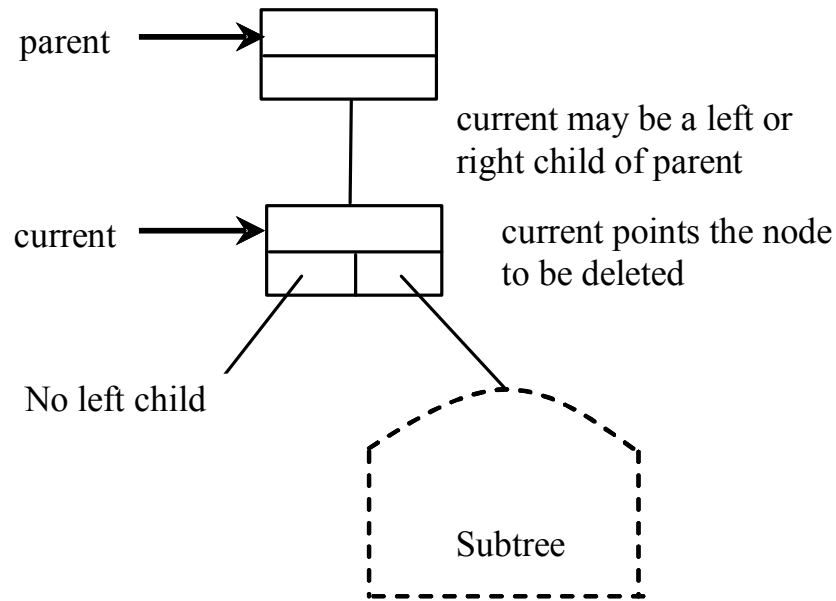 parent
current may be a left or
right child of parent
current
current points the node
to be deleted
No left child
Subtree